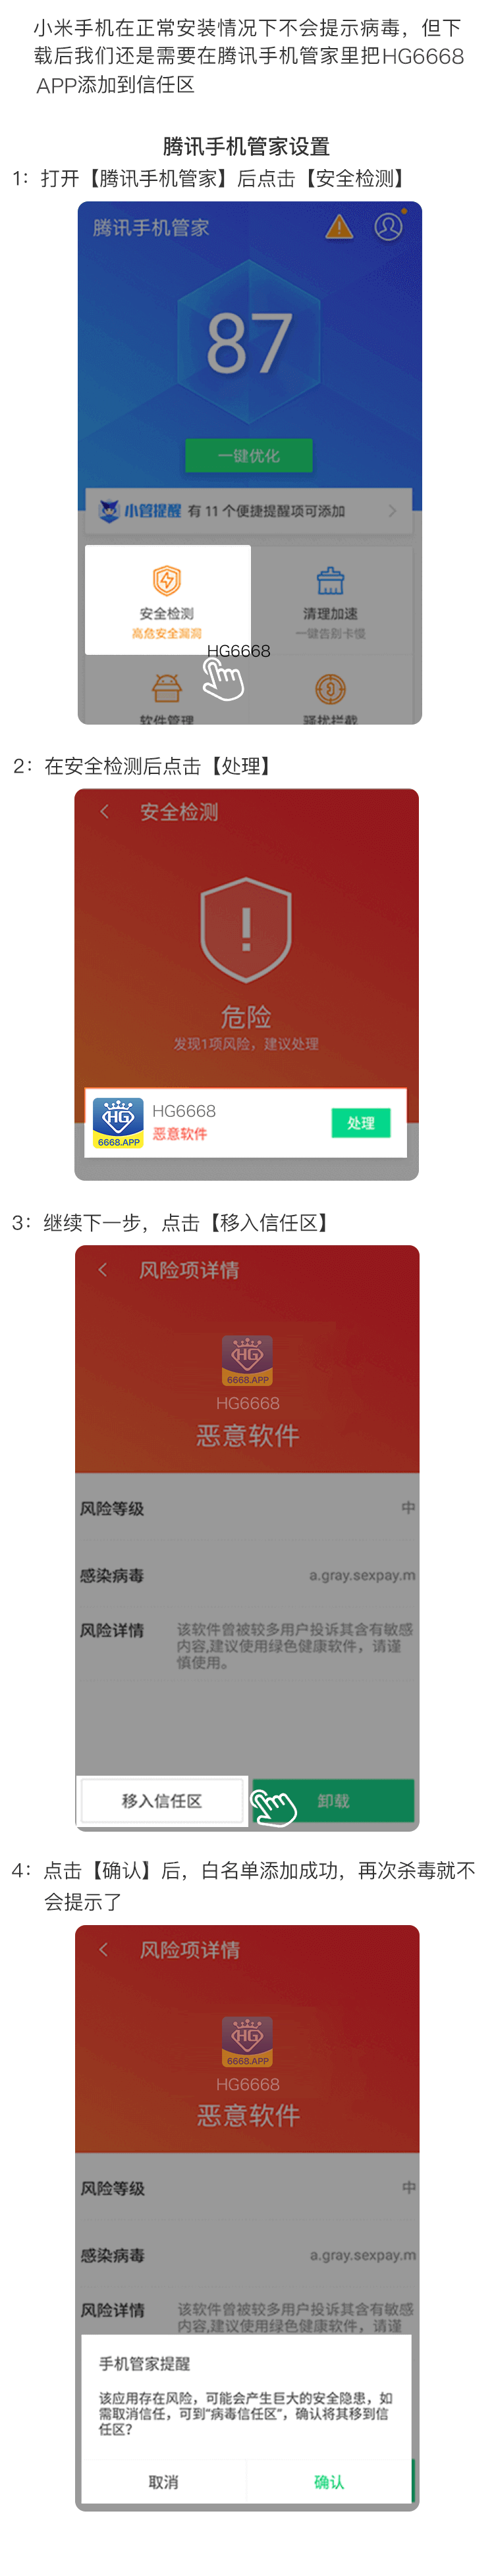 小米手机在正常安装情况下不会提示病毒，但下
载后我们还是需要在腾讯手机管家里把HG6668
APP添加到信任区
腾讯手机管家设置
1：打开【腾讯手机管家】后点击【安全检测】
腾讯手机管家
87
一键优化
小管提醒 有 11 个便捷提醒项可添加
安全检测
高危安全漏洞
清理加速
一键告别卡慢
HG6668
软件管理
骚扰拦截
2：在安全检测后点击【处理】
安全检测
危险
发现1项风险，建议处理
HG
6668.APP
HG6668
恶意软件
处理
3：继续下一步，点击【移入信任区】
风险项详情
HG
6668.APP
HG6668
恶意软件
风险等级 中
感染病毒 a.gray.sexpay.m
风险详情 该软件曾被较多用户投诉其含有敏感
内容,建议使用绿色健康软件，请谨
慎使用。
移入信任区
卸载
4：点击【确认】后，白名单添加成功，再次杀毒就不
会提示了
风险项详情
HG
6668.APP
HG6668
恶意软件
风险等级 中
感染病毒 a.gray.sexpay.m
风险详情 该软件曾被较多用户投诉其含有敏感
内容,建议使用绿色健康软件，请谨
手机管家提醒
该应用存在风险，可能会产生巨大的安全隐患，如
需取消信任，可到“病毒信任区”，确认将其移到信
任区？
取消
确认